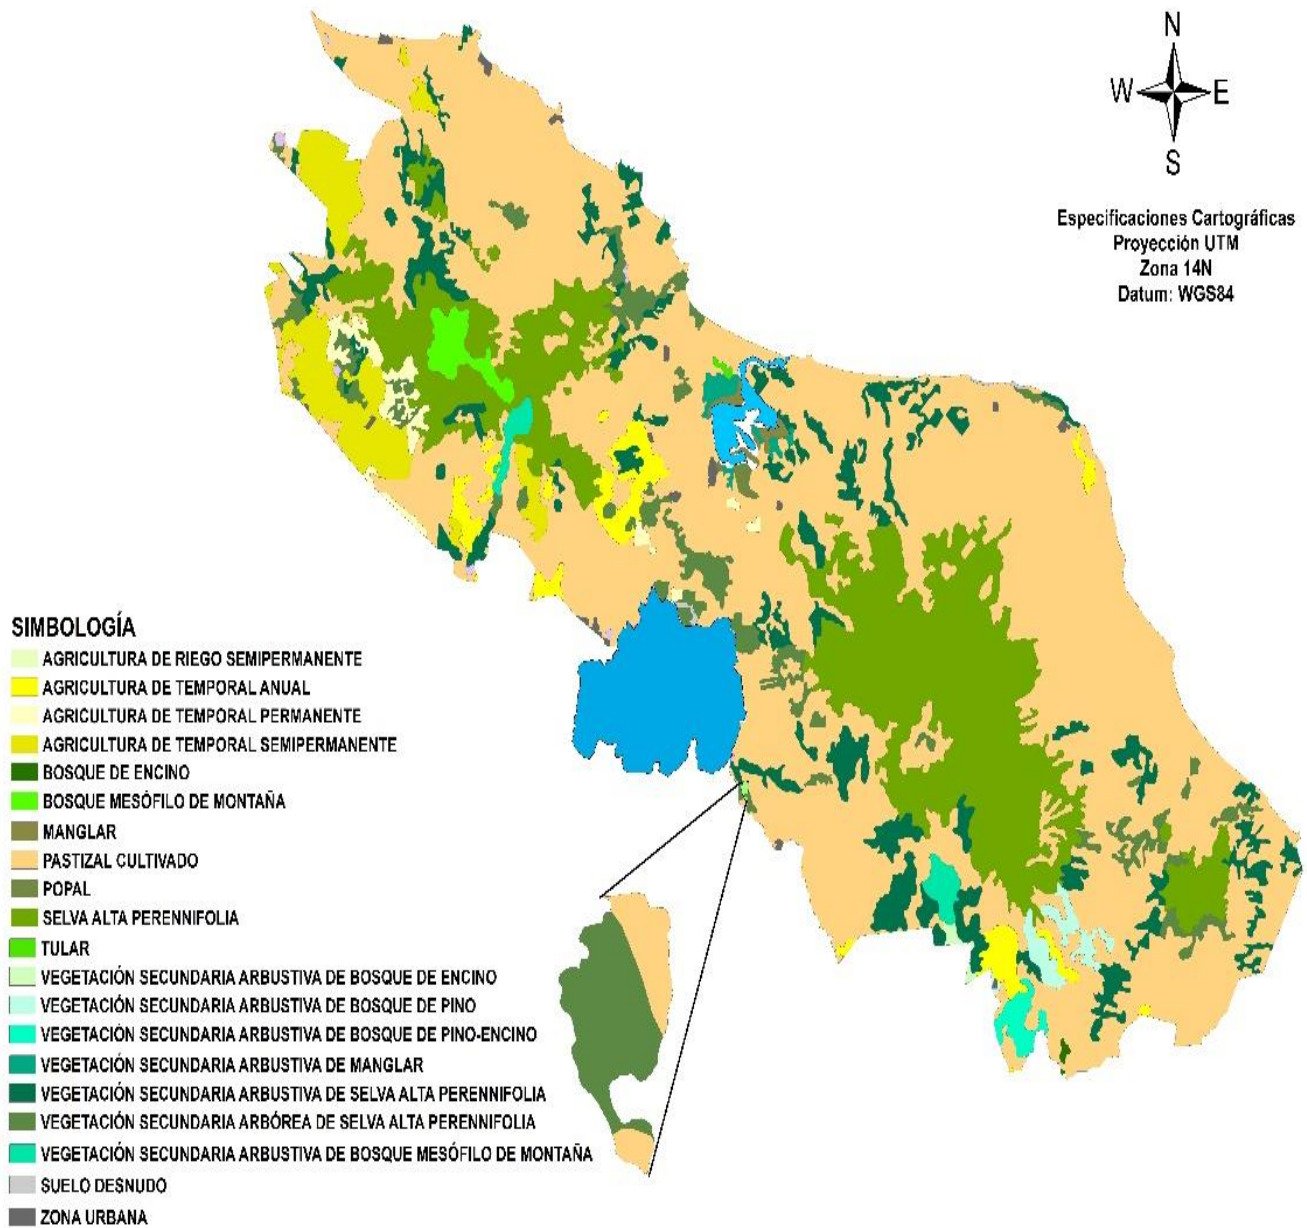 N
W E
S
Especificaciones Cartográficas
Proyección UTM
Zona 14N
Datum: WGS84
SIMBOLOGÍA
AGRICULTURA DE RIEGO SEMIPERMANENTE
AGRICULTURA DE TEMPORAL ANUAL
AGRICULTURA DE TEMPORAL PERMANENTE
AGRICULTURA DE TEMPORAL SEMIPERMANENTE
BOSQUE DE ENCINO
BOSQUE MESÓFILO DE MONTAÑA
MANGLAR
PASTIZAL CULTIVADO
POPAL
SELVA ALTA PERENNIFOLIA
TULAR
VEGETACIÓN SECUNDARIA ARBUSTIVA DE BOSQUE DE ENCINO
VEGETACIÓN SECUNDARIA ARBUSTIVA DE BOSQUE DE PINO
VEGETACIÓN SECUNDARIA ARBUSTIVA DE BOSQUE DE PINO-ENCINO
VEGETACIÓN SECUNDARIA ARBUSTIVA DE MANGLAR
VEGETACIÓN SECUNDARIA ARBUSTIVA DE SELVA ALTA PERENNIFOLIA
VEGETACIÓN SECUNDARIA ARBÓREA DE SELVA ALTA PERENNIFOLIA
VEGETACIÓN SECUNDARIA ARBUSTIVA DE BOSQUE MESÓFILO DE MONTAÑA
SUELO DESNUDO
ZONA URBANA